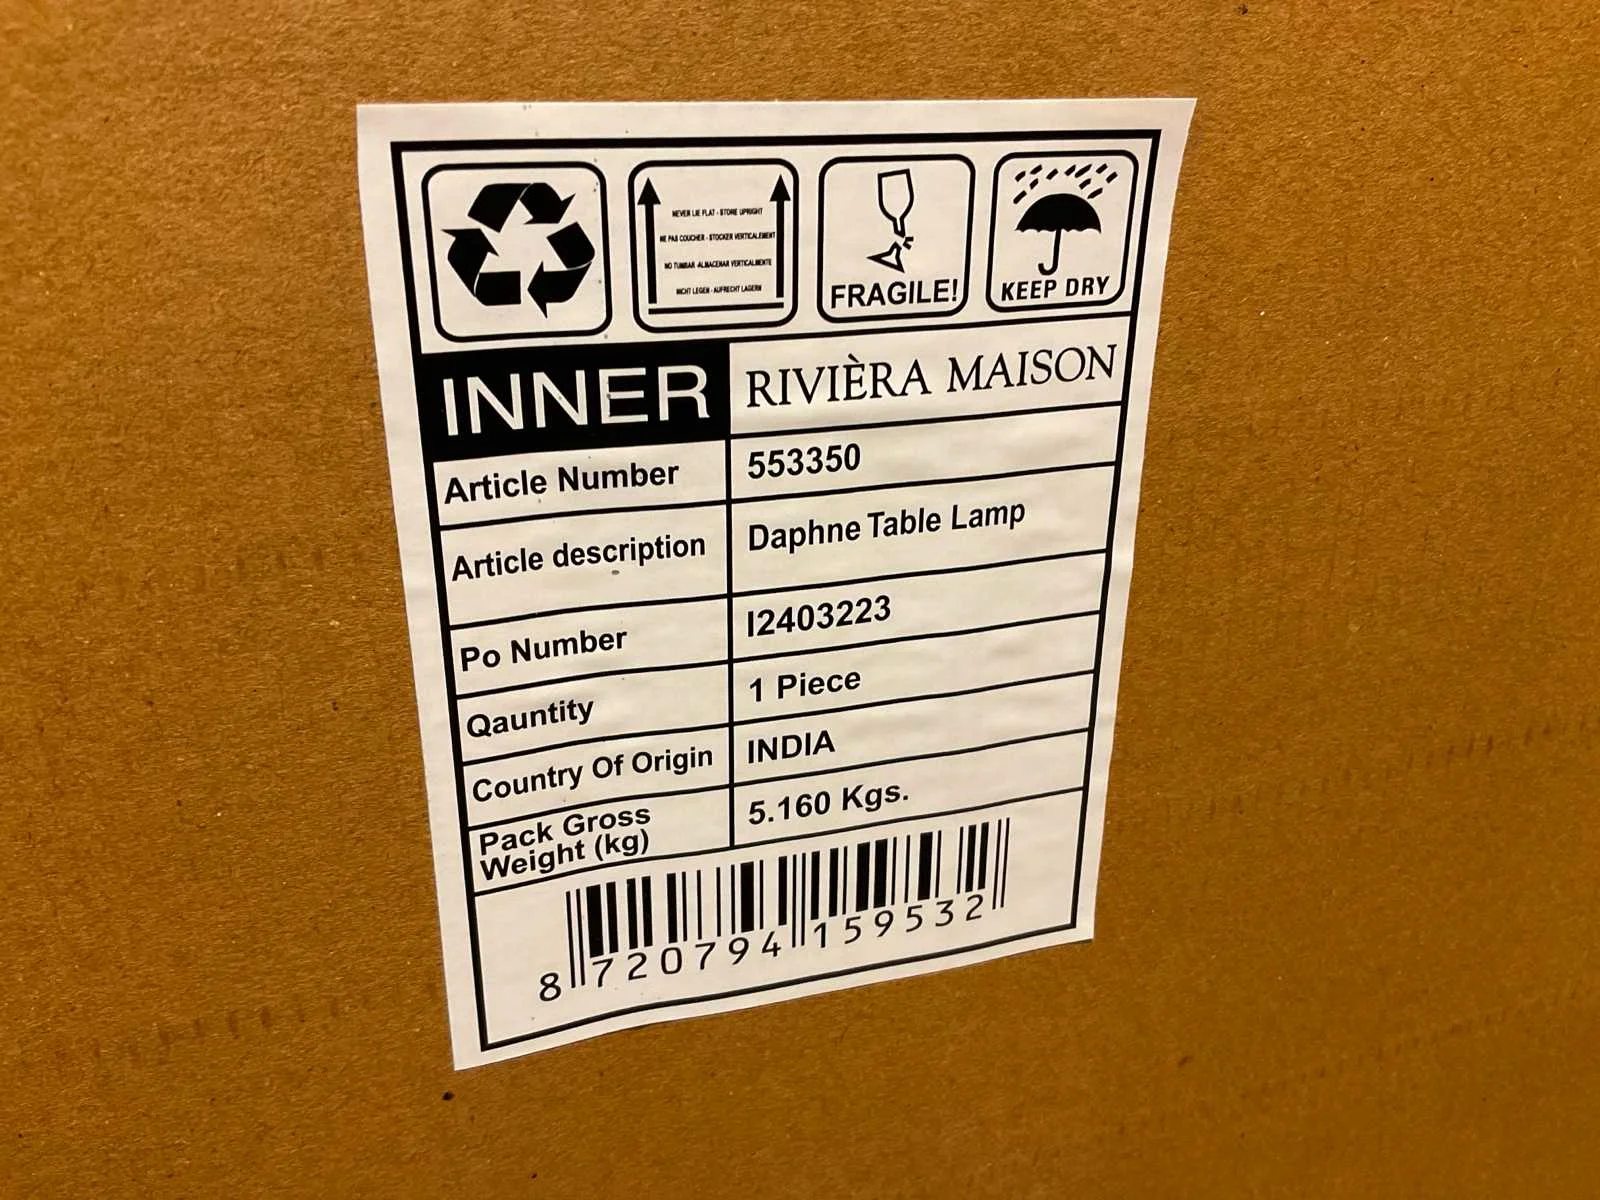 NEVER LIE FLAT - STORE UPRIGHT
NE PAS COUCHER - STOCKER VERTICALEMENT
NO TUMBAR -ALMACENAR VERTICALMENTE
NICHT LEGEN - AUFRECHT LAGERN
FRAGILE!
KEEP DRY
INNER RIVIÈRA MAISON
Article Number 553350
Article description Daphne Table Lamp
Po Number I2403223
Qauntity 1 Piece
Country Of Origin INDIA
Pack Gross
Weight (kg) 5.160 Kgs.
8 720794 159532